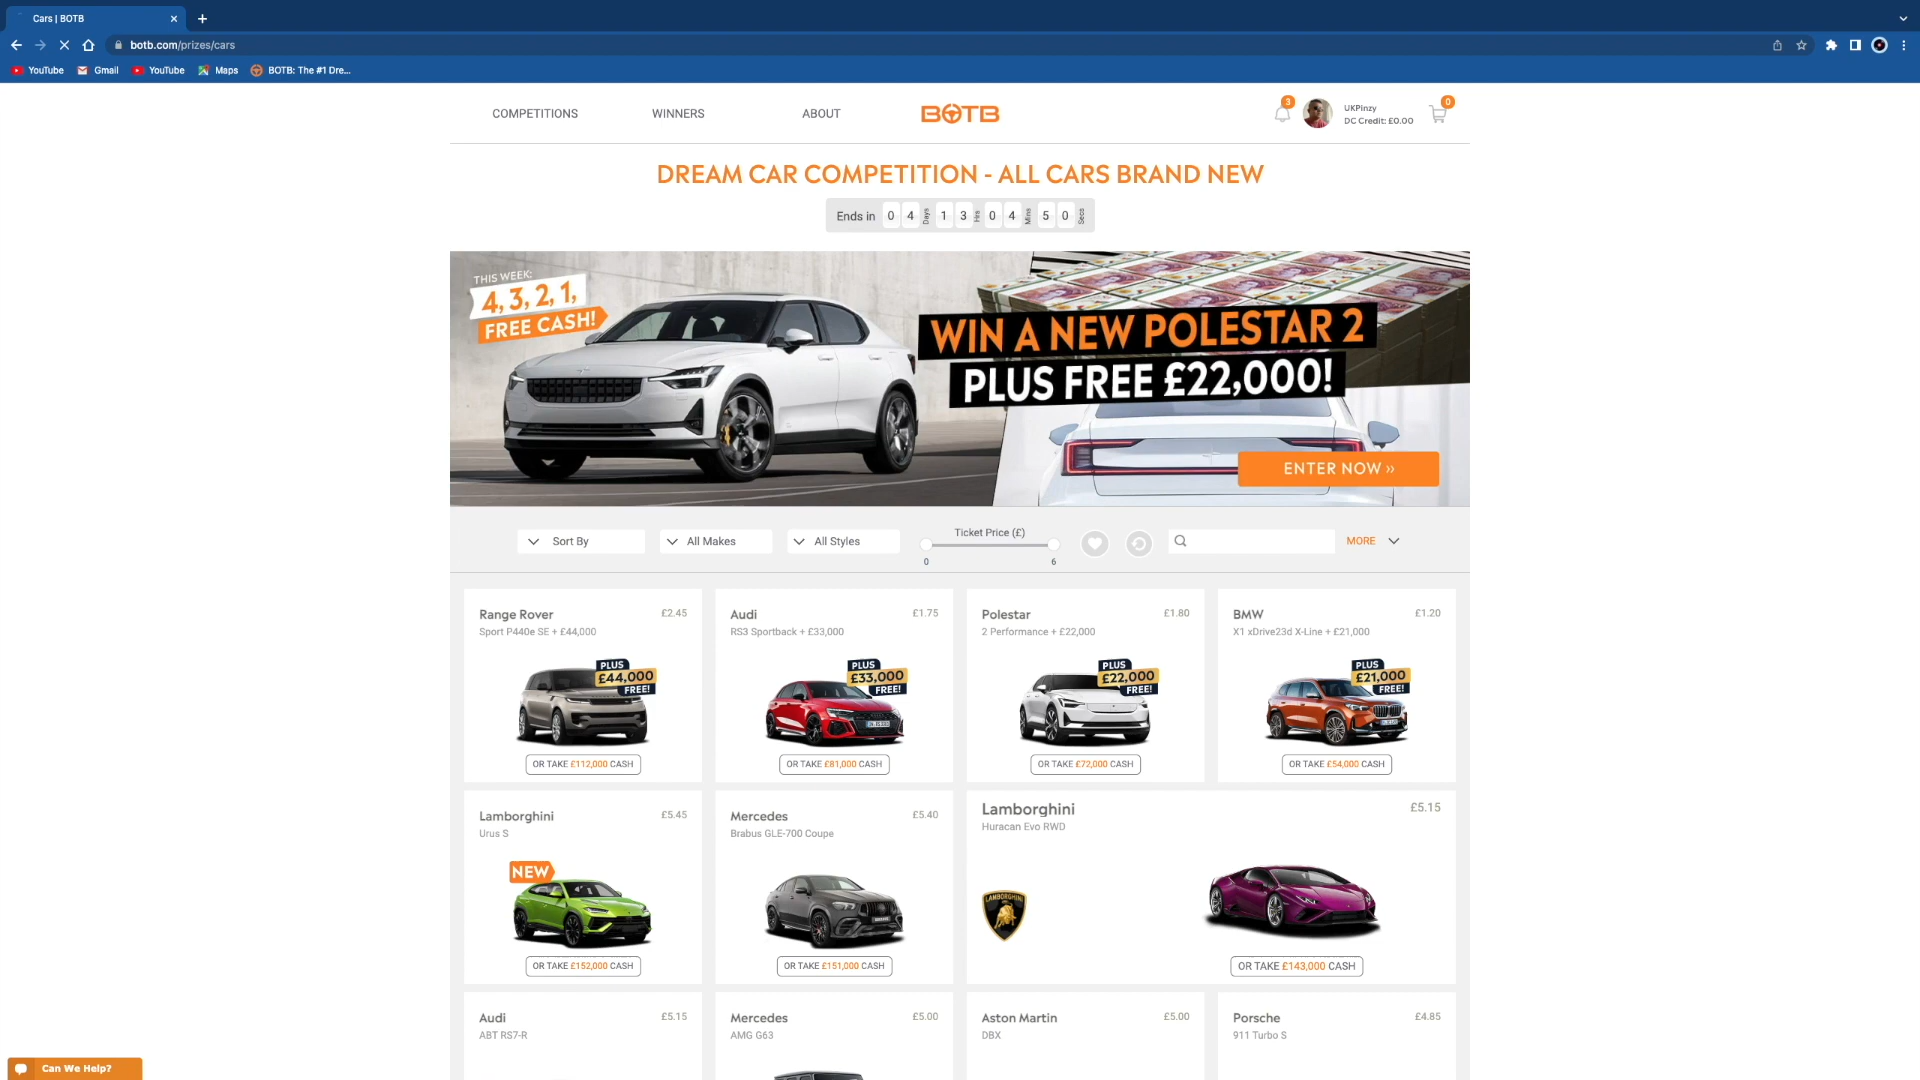 Cars | BOTB
botb.com/prizes/cars
YouTube Gmail YouTube Maps BOTB: The #1 Dre...
COMPETITIONS WINNERS ABOUT BOTB 3 UKPinzy 0
DC Credit: £0.00
DREAM CAR COMPETITION - ALL CARS BRAND NEW
Ends in 0 4 Days 1 3 Hrs 0 4 Mins 5 0 Secs
THIS WEEK:
4, 3, 2, 1,
FREE CASH!
WIN A NEW POLESTAR 2
PLUS FREE £22,000!
ENTER NOW »
Sort By All Makes All Styles Ticket Price (£) MORE
0 6
Range Rover £2.45 Audi £1.75 Polestar £1.80 BMW £1.20
Sport P440e SE + £44,000 RS3 Sportback + £33,000 2 Performance + £22,000 X1 xDrive23d X-Line + £21,000
PLUS PLUS PLUS PLUS
£44,000 £33,000 £22,000 £21,000
FREE! FREE! FREE! FREE!
OR TAKE £112,000 CASH OR TAKE £81,000 CASH OR TAKE £72,000 CASH OR TAKE £54,000 CASH
Lamborghini £5.45 Mercedes £5.40 Lamborghini £5.15
Urus S Brabus GLE-700 Coupe Huracan Evo RWD
NEW
LAMBORGHINI
OR TAKE £152,000 CASH OR TAKE £151,000 CASH OR TAKE £143,000 CASH
Audi £5.15 Mercedes £5.00 Aston Martin £5.00 Porsche £4.85
ABT RS7-R AMG G63 DBX 911 Turbo S
Can We Help?